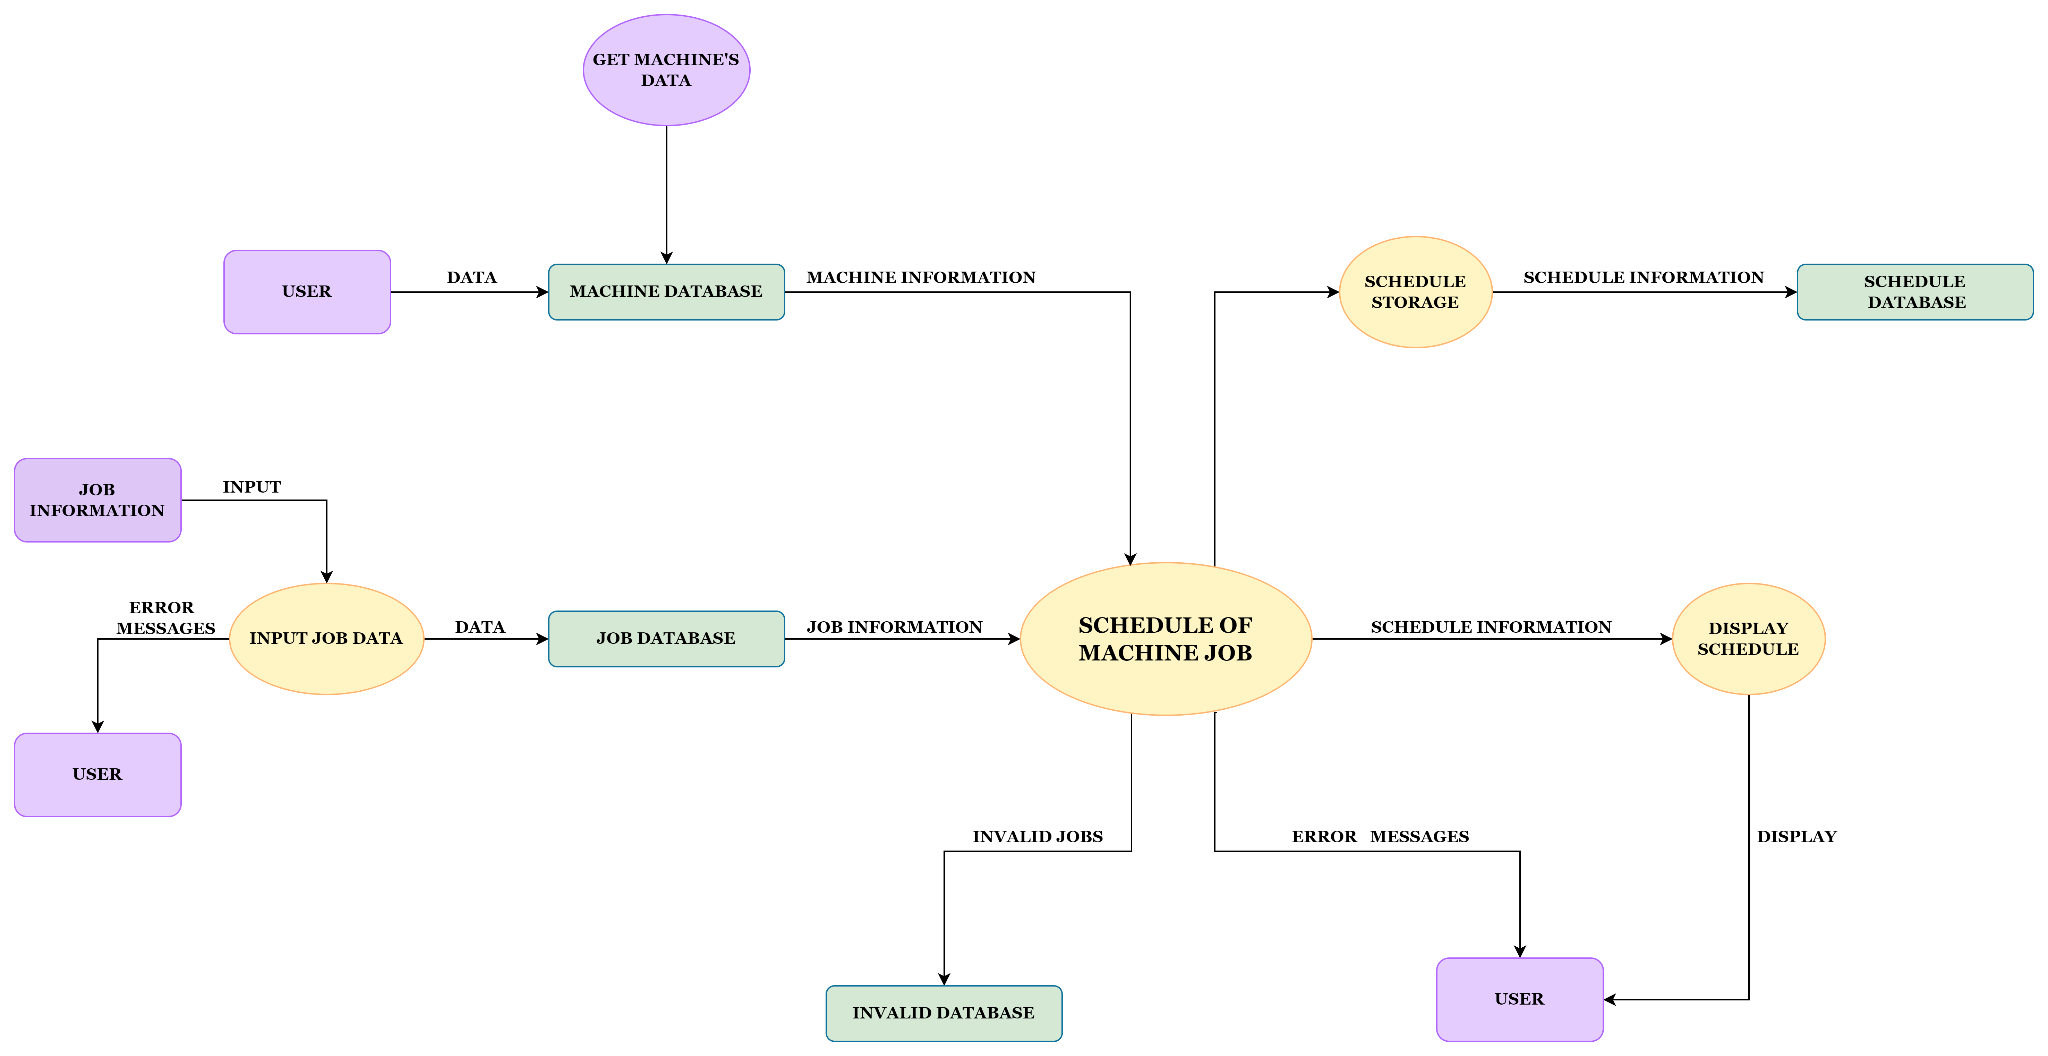 GET MACHINE'S
DATA
USER
DATA
MACHINE DATABASE
MACHINE INFORMATION
SCHEDULE
STORAGE
SCHEDULE INFORMATION
SCHEDULE
DATABASE
JOB
INFORMATION
INPUT
ERROR
MESSAGES
INPUT JOB DATA
DATA
JOB DATABASE
JOB INFORMATION
SCHEDULE OF
MACHINE JOB
SCHEDULE INFORMATION
DISPLAY
SCHEDULE
USER
INVALID JOBS
ERROR MESSAGES
DISPLAY
INVALID DATABASE
USER